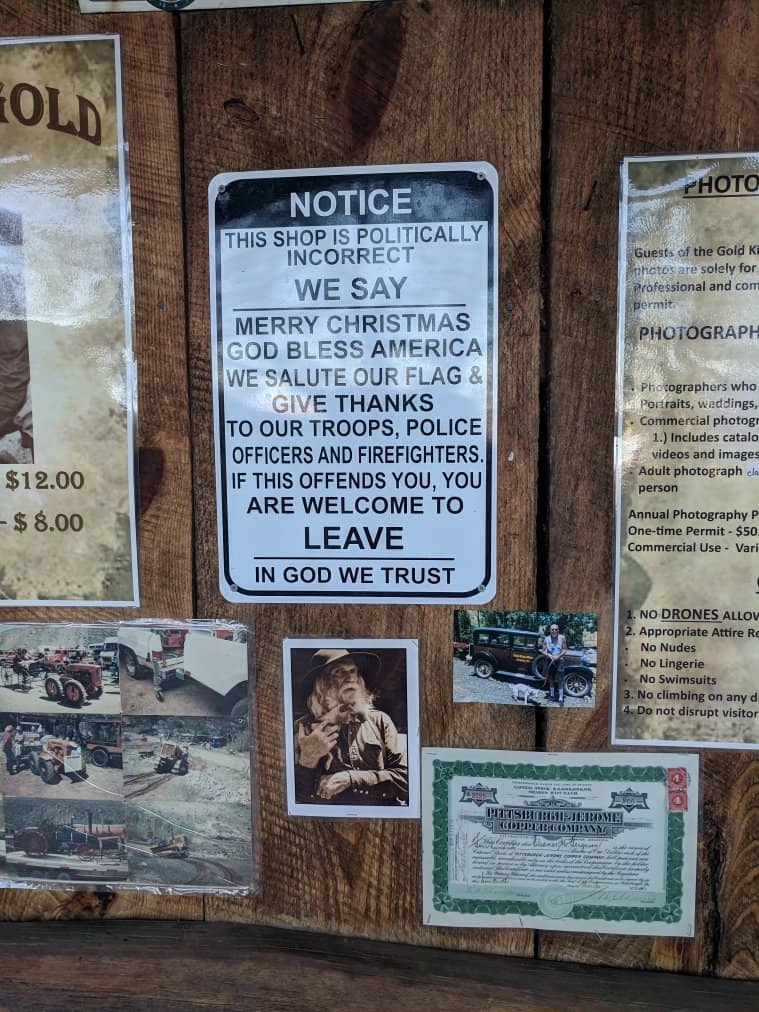 GOLD
$12.00
- $ 8.00
NOTICE
THIS SHOP IS POLITICALLY
INCORRECT
WE SAY
MERRY CHRISTMAS
GOD BLESS AMERICA
WE SALUTE OUR FLAG &
GIVE THANKS
TO OUR TROOPS, POLICE
OFFICERS AND FIREFIGHTERS.
IF THIS OFFENDS YOU, YOU
ARE WELCOME TO
LEAVE
IN GOD WE TRUST
PHOTO
Guests of the Gold Ki
photos are solely for
Professional and com
permit.
PHOTOGRAPH
• Photographers who
Portraits, weddings,
• Commercial photogr
1.) Includes catalo
videos and images
• Adult photograph
person
Annual Photography P
One-time Permit - $50
Commercial Use - Vari
1. NO DRONES ALLOW
2. Appropriate Attire Re
• No Nudes
• No Lingerie
• No Swimsuits
3. No climbing on any d
4. Do not disrupt visitor
PITTSBURGH-JEROME
COPPER COMPANY